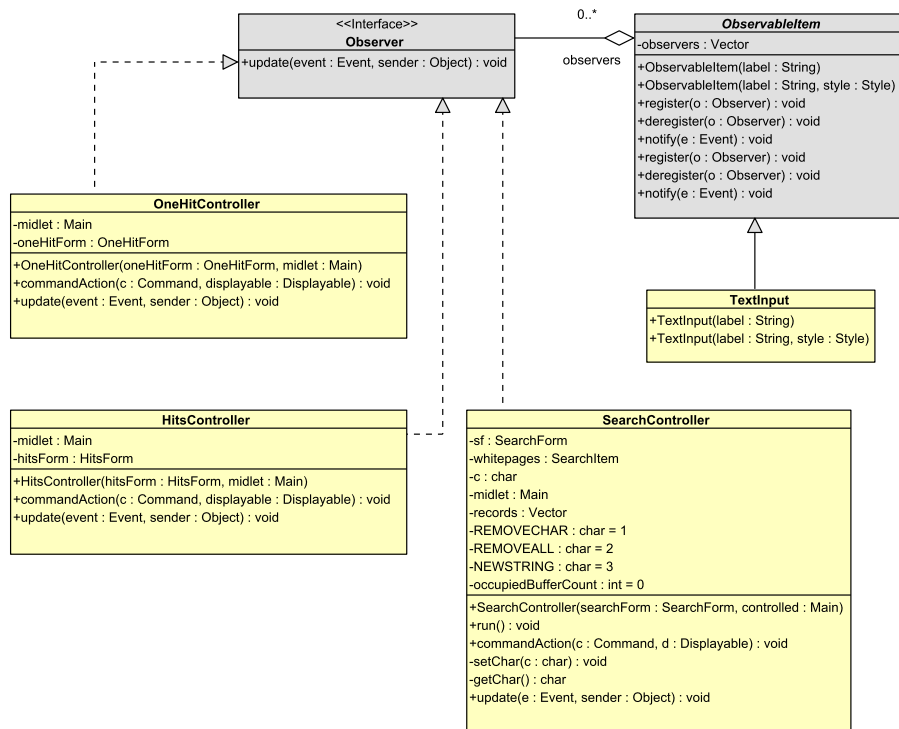 <<Interface>>
Observer
+update(event : Event, sender : Object) : void
0..*
observers
ObservableItem
-observers : Vector
+ObservableItem(label : String)
+ObservableItem(label : String, style : Style)
+register(o : Observer) : void
+deregister(o : Observer) : void
+notify(e : Event) : void
+register(o : Observer) : void
+deregister(o : Observer) : void
+notify(e : Event) : void
OneHitController
-midlet : Main
-oneHitForm : OneHitForm
+OneHitController(oneHitForm : OneHitForm, midlet : Main)
+commandAction(c : Command, displayable : Displayable) : void
+update(event : Event, sender : Object) : void
TextInput
+TextInput(label : String)
+TextInput(label : String, style : Style)
HitsController
-midlet : Main
-hitsForm : HitsForm
+HitsController(hitsForm : HitsForm, midlet : Main)
+commandAction(c : Command, displayable : Displayable) : void
+update(event : Event, sender : Object) : void
SearchController
-sf : SearchForm
-whitepages : SearchItem
-c : char
-midlet : Main
-records : Vector
-REMOVECHAR : char = 1
-REMOVEALL : char = 2
-NEWSTRING : char = 3
-occupiedBufferCount : int = 0
+SearchController(searchForm : SearchForm, controlled : Main)
+run() : void
+commandAction(c : Command, d : Displayable) : void
-setChar(c : char) : void
-getChar() : char
+update(e : Event, sender : Object) : void